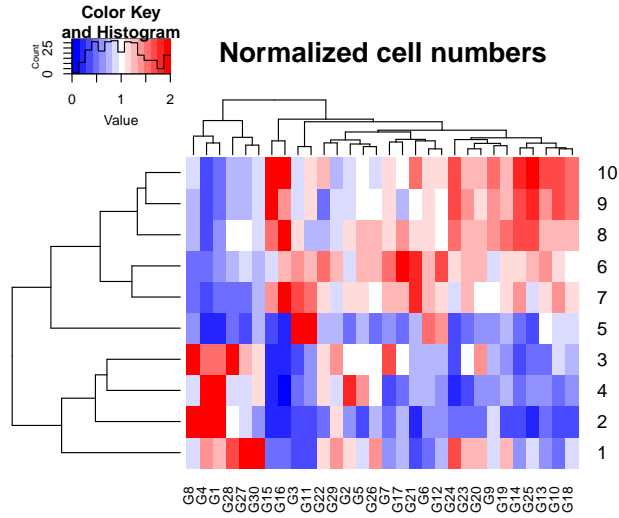 Color Key
and Histogram
Count
0 25
0 1 2
Value
Normalized cell numbers
10
9
8
6
7
5
3
4
2
1
G8 G4 G1 G28 G27 G30 G15 G16 G3 G11 G22 G29 G2 G5 G26 G7 G17 G21 G6 G12 G24 G23 G20 G9 G19 G14 G25 G13 G10 G18